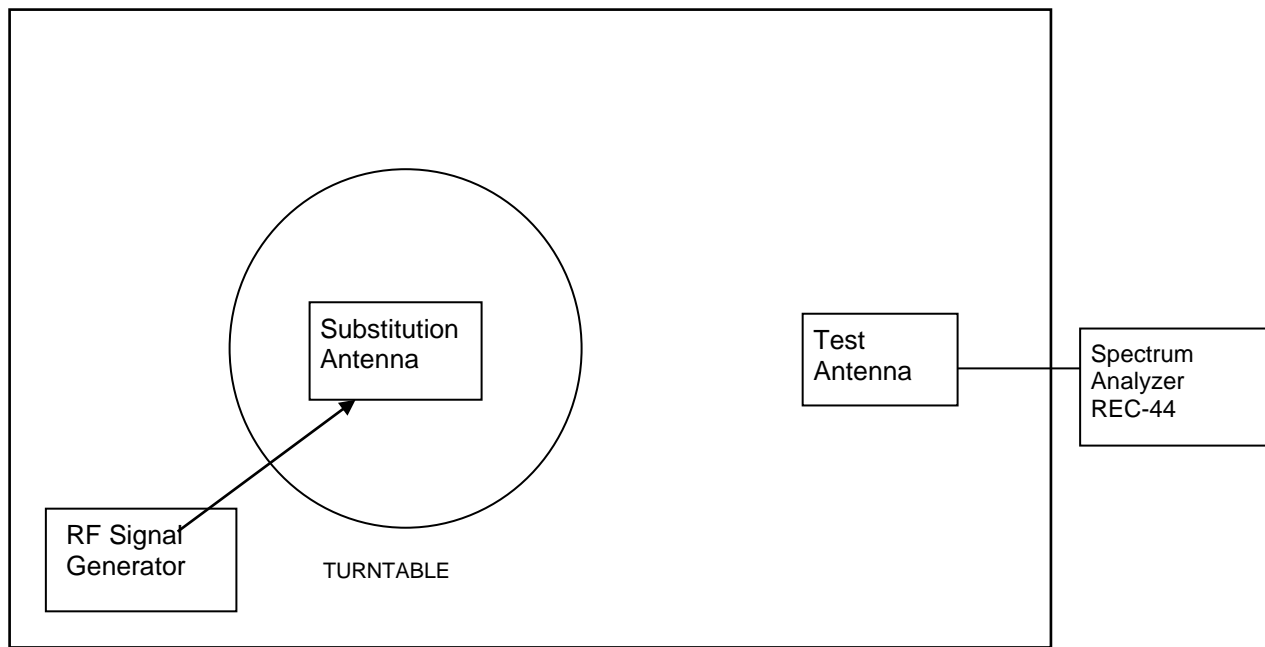 Substitution
Antenna
Test
Antenna
Spectrum
Analyzer
REC-44
RF Signal
Generator
TURNTABLE